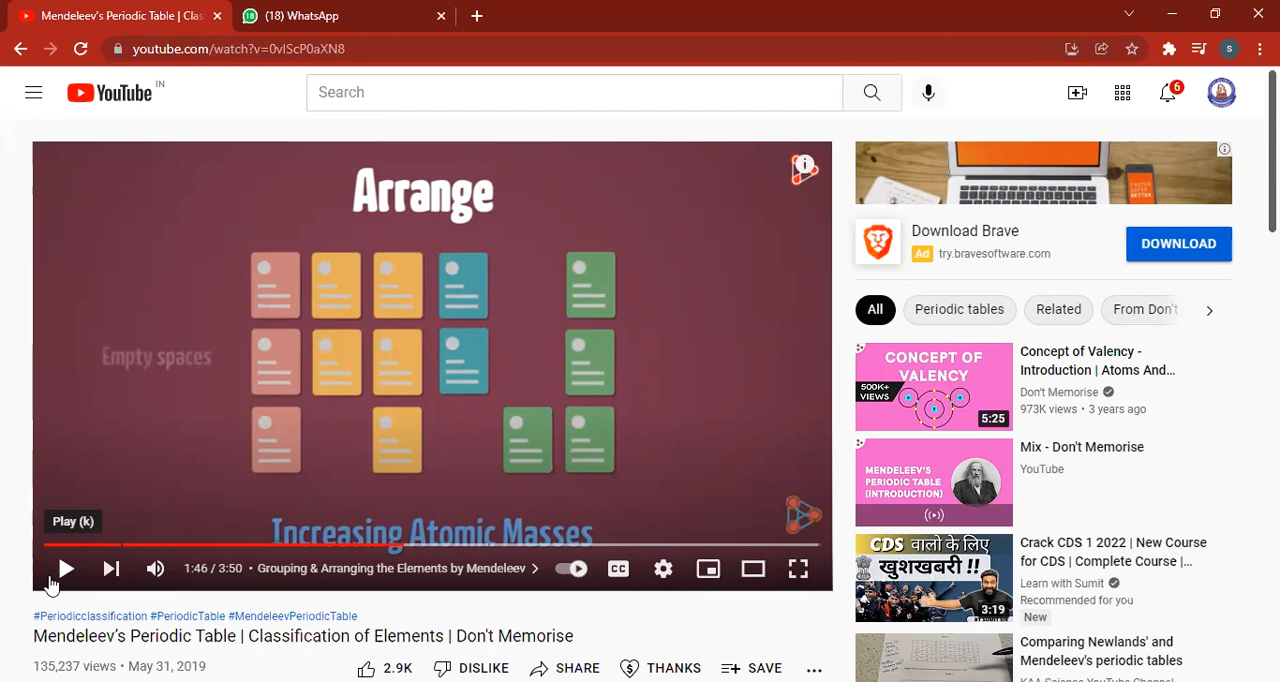 Mendeleev's Periodic Table | Clas
(18) WhatsApp
youtube.com/watch?v=0vlScP0aXN8
S
YouTube IN
Search
6
Arrange
Empty spaces
Increasing Atomic Masses
Play (k)
1:46 / 3:50 • Grouping & Arranging the Elements by Mendeleev
CC
#Periodicclassification #PeriodicTable #MendeleevPeriodicTable
Mendeleev's Periodic Table | Classification of Elements | Don't Memorise
135,237 views • May 31, 2019
2.9K DISLIKE SHARE THANKS SAVE
Download Brave
Ad try.bravesoftware.com
DOWNLOAD
All Periodic tables Related From Don't
CONCEPT OF
VALENCY
500K+
VIEWS
5:25
Concept of Valency -
Introduction | Atoms And...
Don't Memorise
973K views • 3 years ago
MENDELEEV'S
PERIODIC TABLE
(INTRODUCTION)
Mix - Don't Memorise
YouTube
CDS वालो के लिए
खुशखबरी !!
3:19
Crack CDS 1 2022 | New Course
for CDS | Complete Course |...
Learn with Sumit
Recommended for you
New
Comparing Newlands' and
Mendeleev's periodic tables
KAA Science YouTube Channel